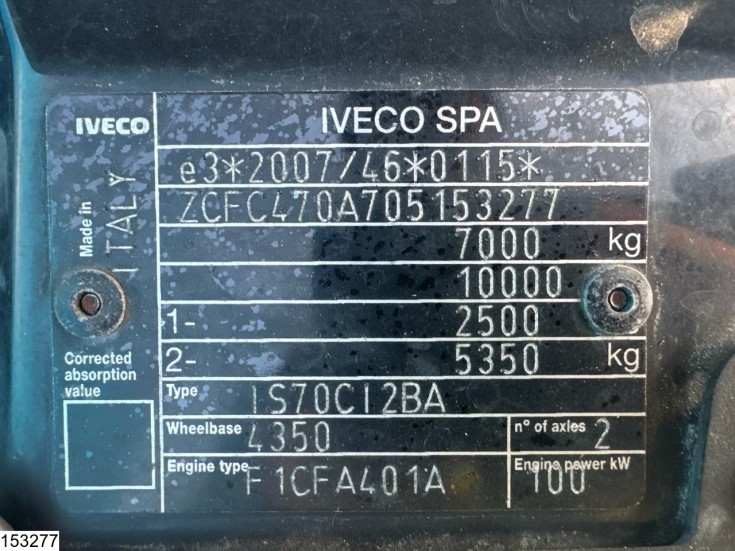 IVECO
IVECO SPA
e3*2007/46*0115*
ZCFC470A705153277
Made in ITALY
7000 kg
10000
1- 2500
2- 5350 kg
Corrected
absorption
value
Type IS70CI2BA
Wheelbase 4350 n° of axles 2
Engine type F1CFA401A Engine power kW 100
153277